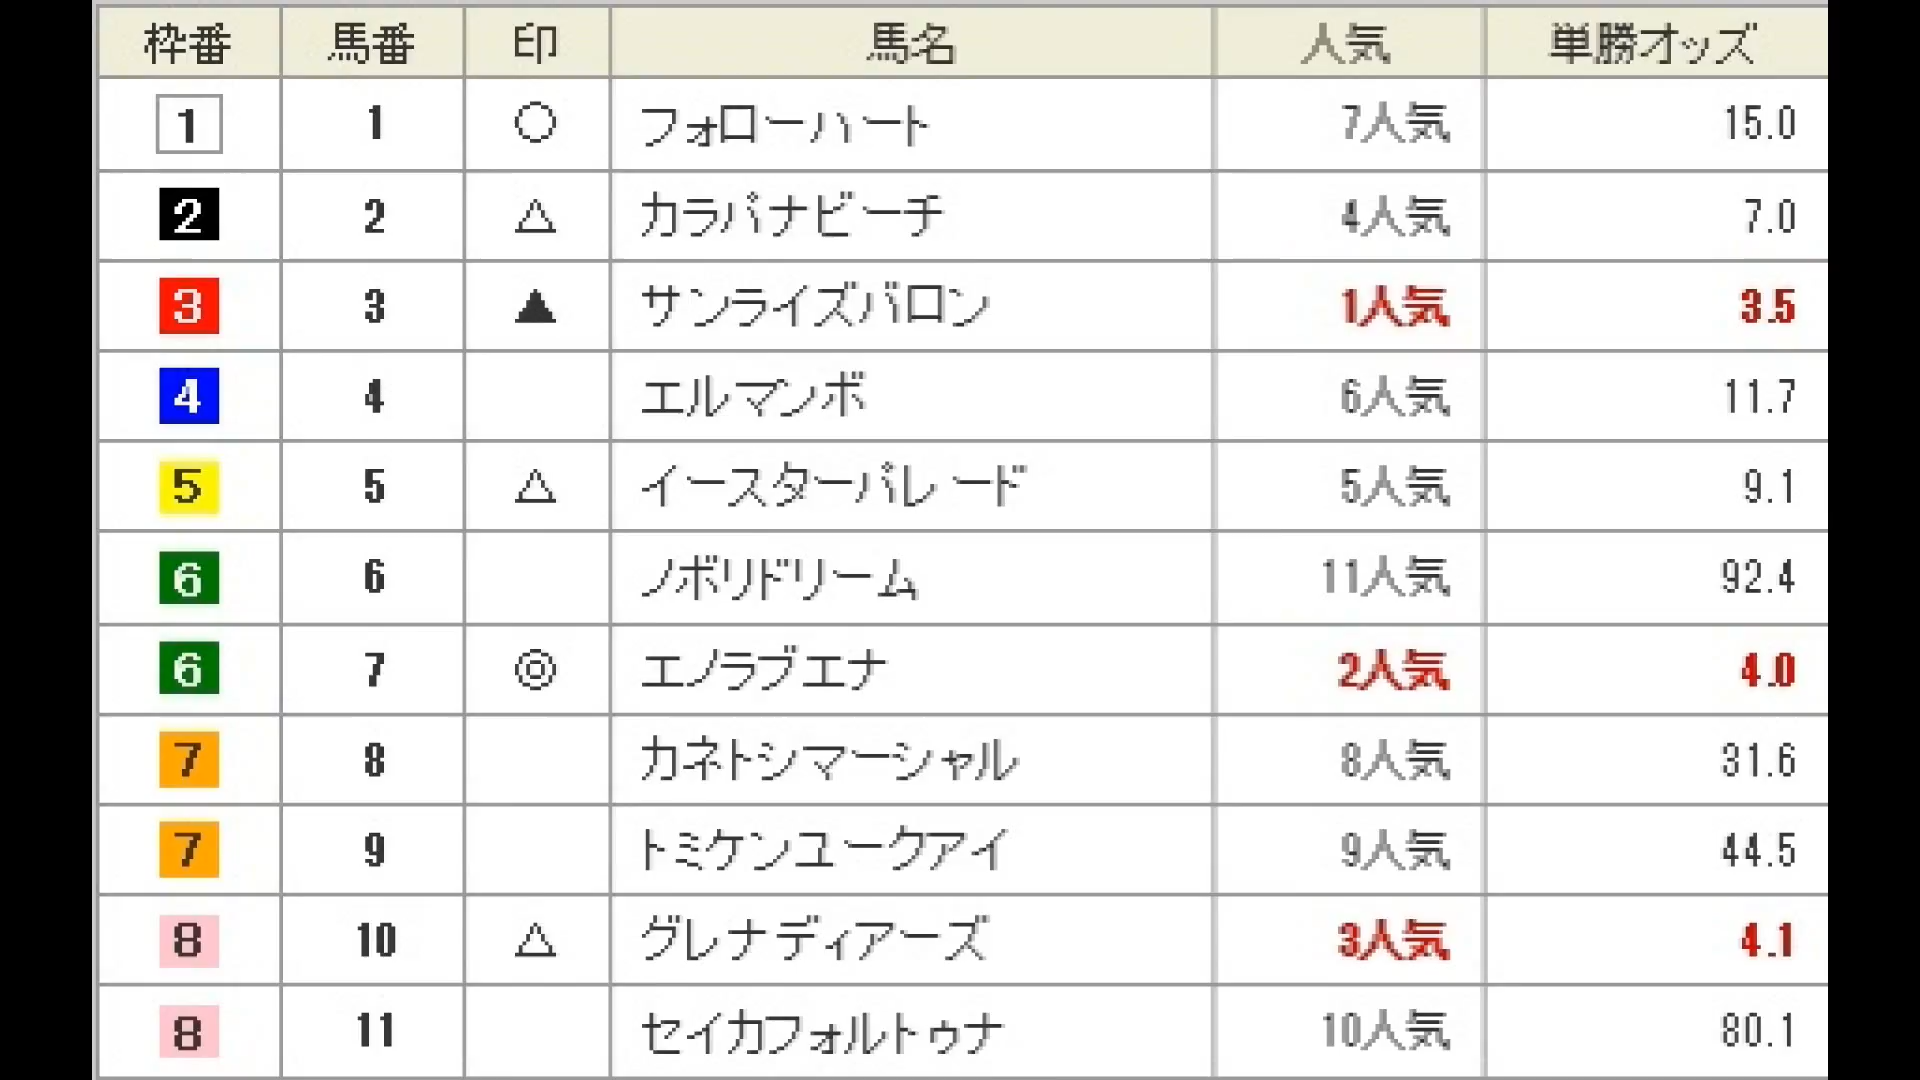 枠番 馬番 印 馬名 人気 単勝オッズ
1 1 ○ フォローハート 7人気 15.0
2 2 △ カラパナビーチ 4人気 7.0
3 3 ▲ サンライズバロン 1人気 3.5
4 4 エルマンボ 6人気 11.7
5 5 △ イースターパレード 5人気 9.1
6 6 ノボリドリーム 11人気 92.4
6 7 ◎ エノラブエナ 2人気 4.0
7 8 カネトシマーシャル 8人気 31.6
7 9 トミケンユークアイ 9人気 44.5
8 10 △ グレナディアーズ 3人気 4.1
8 11 セイカフォルトゥナ 10人気 80.1